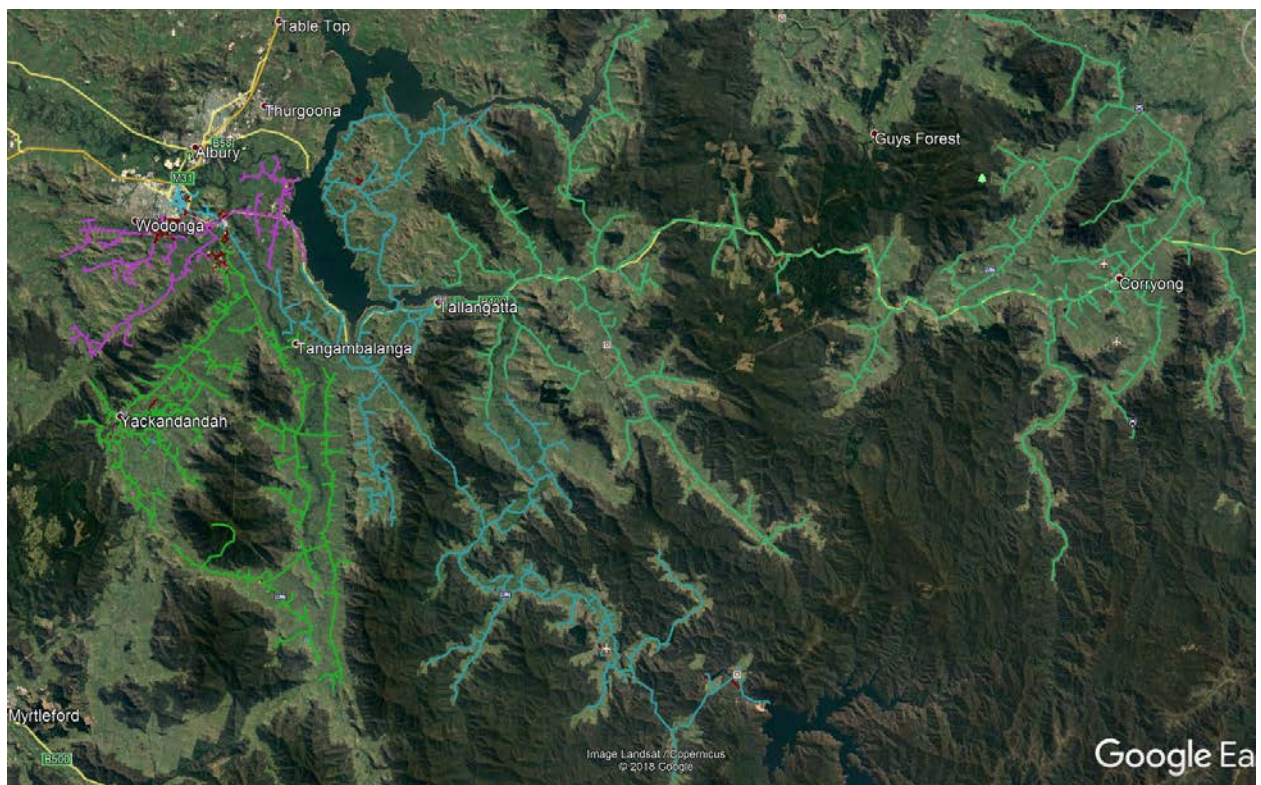 Table Top
Thurgoona
B58
Albury
M31
Guys Forest
Wodonga
Corryong
Tallangatta
Tangambalanga
Yackandandah
Myrtleford
B500
Image Landsat / Copernicus
© 2018 Google
Google Ea